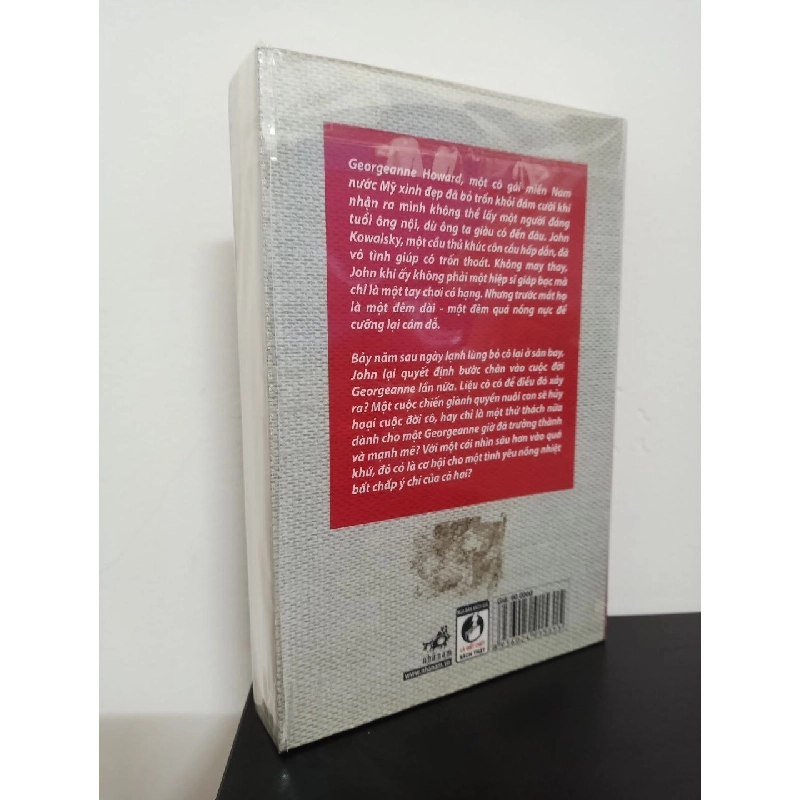 Georgeanne Howard, một cô gái miền Nam
nước Mỹ xinh đẹp đã bỏ trốn khỏi đám cưới khi
nhận ra mình không thể lấy một người đáng
tuổi ông nội, dù ông ta giàu có đến đâu. John
Kowalsky, một cầu thủ khúc côn cầu hấp dẫn, đã
vô tình giúp cô trốn thoát. Không may thay,
John khi ấy không phải một hiệp sĩ giáp bạc mà
chỉ là một tay chơi có hạng. Nhưng trước mắt họ
là một đêm dài - một đêm quá nóng nực để
cưỡng lại cám dỗ.
Bảy năm sau ngày lạnh lùng bỏ cô lại ở sân bay,
John lại quyết định bước chân vào cuộc đời
Georgeanne lần nữa. Liệu cô có để điều đó xảy
ra? Một cuộc chiến giành quyền nuôi con sẽ hủy
hoại cuộc đời cô, hay chỉ là một thử thách nữa
dành cho một Georgeanne giờ đã trưởng thành
và mạnh mẽ? Với một cái nhìn sâu hơn vào quá
khứ, đó có là cơ hội cho một tình yêu nồng nhiệt
bất chấp ý chí của cả hai?
nhã nam
www.nhanam.vn